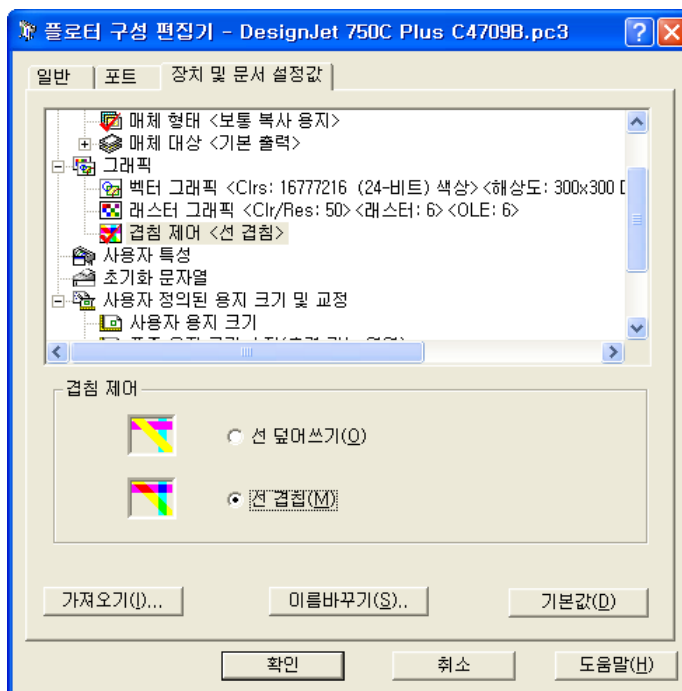 플로터 구성 편집기 - DesignJet 750C Plus C4709B.pc3
일반
포트
장치 및 문서 설정값
매체 형태 <보통 복사 용지>
매체 대상 <기본 출력>
그래픽
벡터 그래픽 <Clrs: 16777216 (24-비트) 색상><해상도: 300x300 D
래스터 그래픽 <Clr/Res: 50><래스터: 6><OLE: 6>
겹침 제어 <선 겹침>
사용자 특성
초기화 문자열
사용자 정의된 용지 크기 및 교정
사용자 용지 크기
겹침 제어
선 덮어쓰기(O)
선 겹침(M)
가져오기(I)...
이름바꾸기(S)..
기본값(D)
확인
취소
도움말(H)